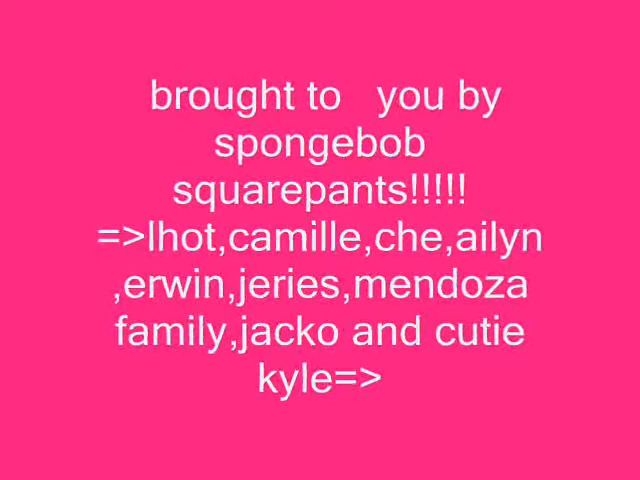 brought to   you by
spongebob
squarepants!!!!!
=>lhot,camille,che,ailyn
,erwin,jeries,mendoza
family,jacko and cutie
kyle=>